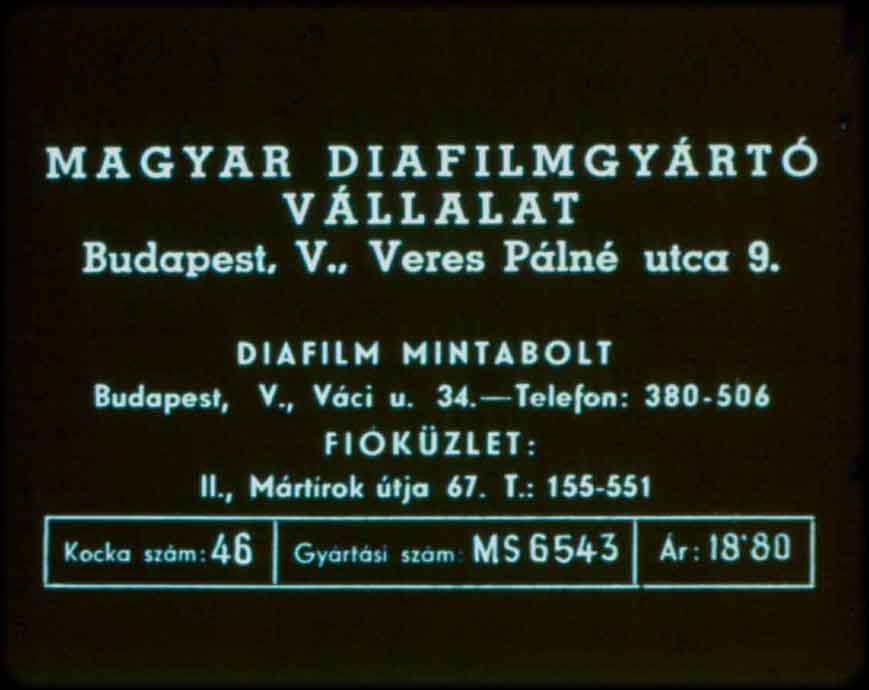 MAGYAR DIAFILMGYÁRTÓ
VÁLLALAT
Budapest, V., Veres Pálné utca 9.
DIAFILM MINTABOLT
Budapest, V., Váci u. 34.—Telefon: 380-506
FIÓKÜZLET:
II., Mártírok útja 67. T.: 155-551
Kocka szám: 46 Gyártási szám: MS 6543 Ár: 18'80